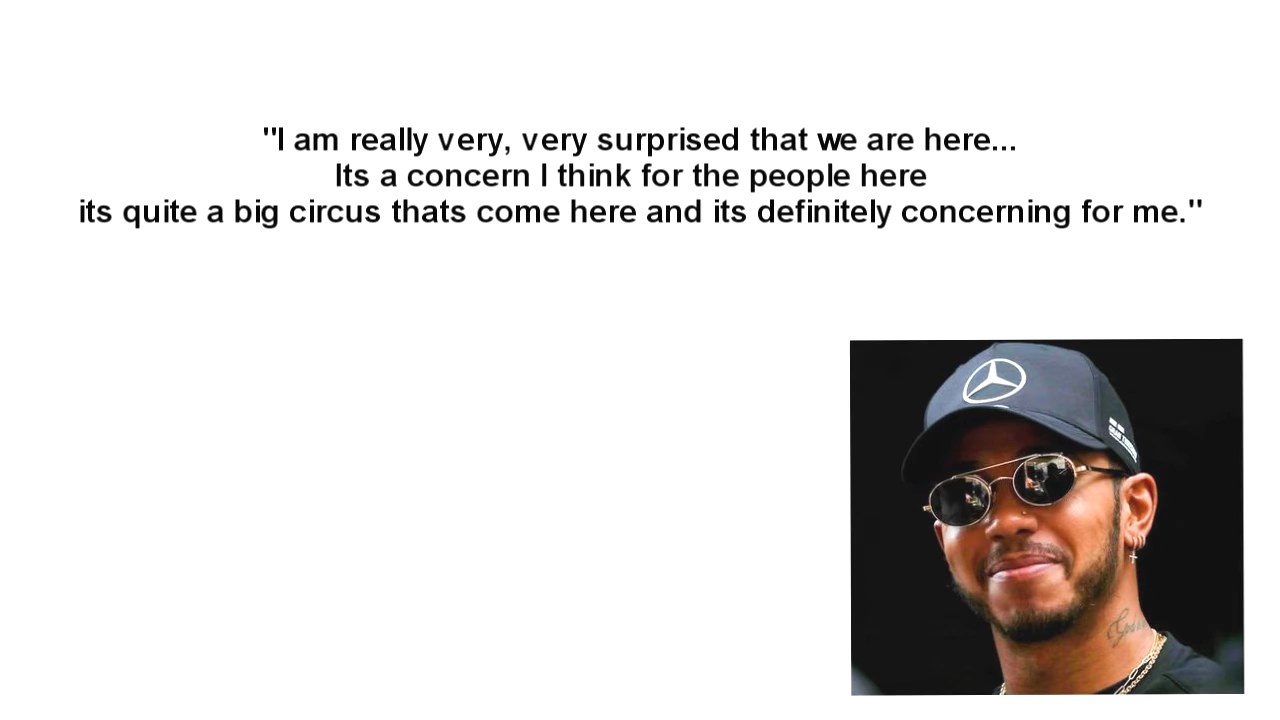 "I am really very, very surprised that we are here...
Its a concern I think for the people here
its quite a big circus thats come here and its definitely concerning for me."